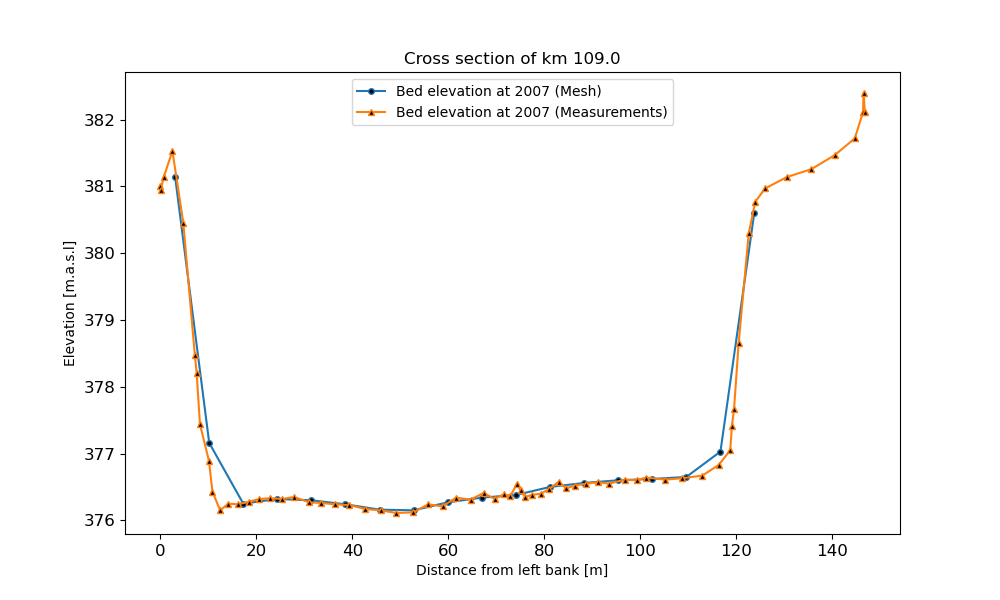 Cross section of km 109.0
Bed elevation at 2007 (Mesh)
Bed elevation at 2007 (Measurements)
Elevation [m.a.s.l]
382
381
380
379
378
377
376
0 20 40 60 80 100 120 140
Distance from left bank [m]